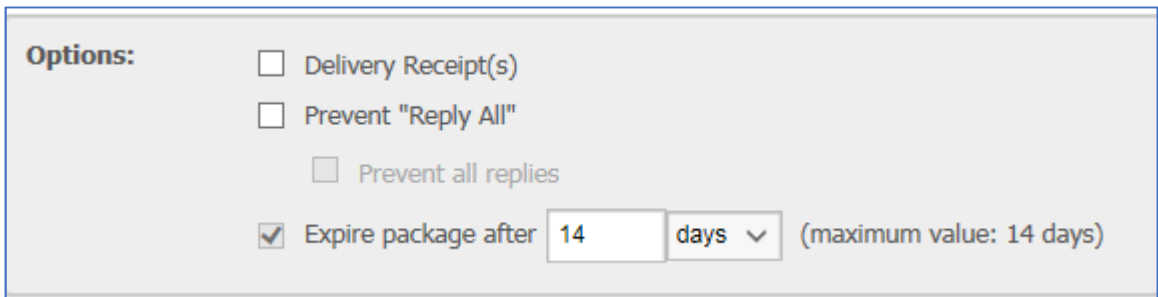 Options:
Delivery Receipt(s)
Prevent "Reply All"
Prevent all replies
Expire package after 14 days (maximum value: 14 days)